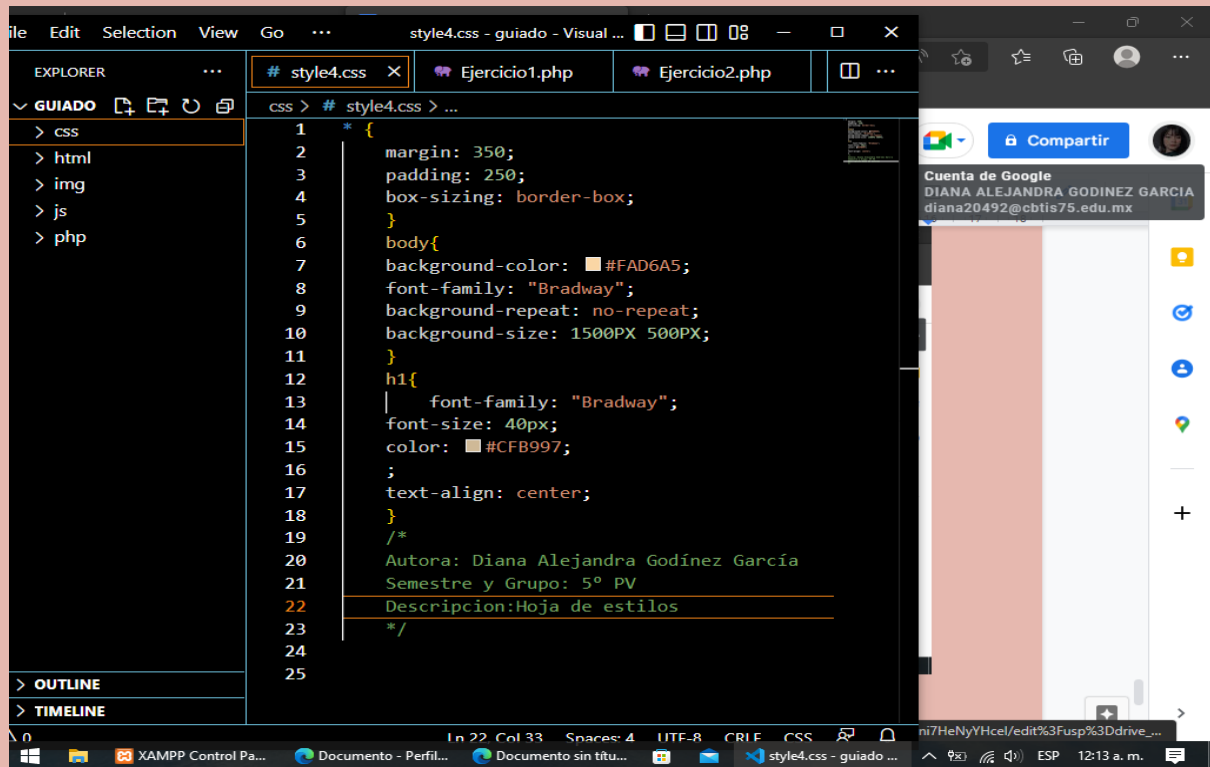 ile Edit Selection View Go ··· style4.css - guiado - Visual ...
EXPLORER ···
GUIADO
> css
> html
> img
> js
> php
> OUTLINE
> TIMELINE
# style4.css × Ejercicio1.php Ejercicio2.php ···
css > # style4.css > ...
1 * {
2 margin: 350;
3 padding: 250;
4 box-sizing: border-box;
5 }
6 body{
7 background-color: #FAD6A5;
8 font-family: "Bradway";
9 background-repeat: no-repeat;
10 background-size: 1500PX 500PX;
11 }
12 h1{
13 font-family: "Bradway";
14 font-size: 40px;
15 color: #CFB997;
16 ;
17 text-align: center;
18 }
19 /*
20 Autora: Diana Alejandra Godínez García
21 Semestre y Grupo: 5º PV
22 Descripcion:Hoja de estilos
23 */
24
25
0 Ln 22, Col 33 Spaces: 4 UTF-8 CRLF CSS
Compartir
Cuenta de Google
DIANA ALEJANDRA GODINEZ GARCIA
diana20492@cbtis75.edu.mx
ni7HeNyYHcel/edit%3Fusp%3Ddrive_...
XAMPP Control Pa... Documento - Perfil... Documento sin títu... style4.css - guiado ... ESP 12:13 a. m.